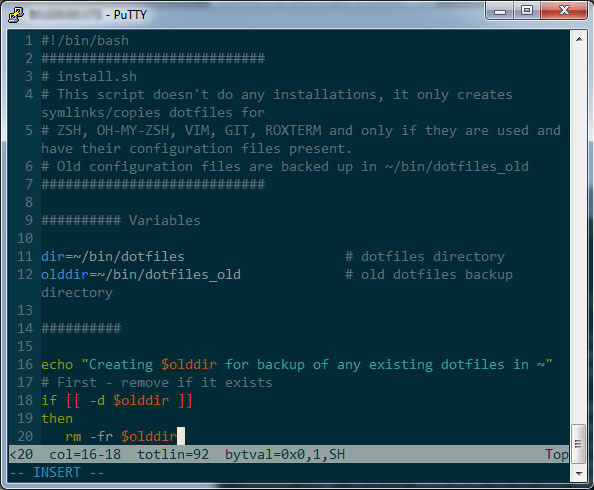 - PuTTY
1 #!/bin/bash
2 ############################
3 # install.sh
4 # This script doesn't do any installations, it only creates
symlinks/copies dotfiles for
5 # ZSH, OH-MY-ZSH, VIM, GIT, ROXTERM and only if they are used and
have their configuration files present.
6 # Old configuration files are backed up in ~/bin/dotfiles_old
7 ############################
8
9 ########## Variables
10
11 dir=~/bin/dotfiles                    # dotfiles directory
12 olddir=~/bin/dotfiles_old             # old dotfiles backup
directory
13
14 ##########
15
16 echo "Creating $olddir for backup of any existing dotfiles in ~"
17 # First - remove if it exists
18 if [[ -d $olddir ]]
19 then
20    rm -fr $olddir
<20  col=16-18  totlin=92  bytval=0x0,1,SH                         Top
-- INSERT --